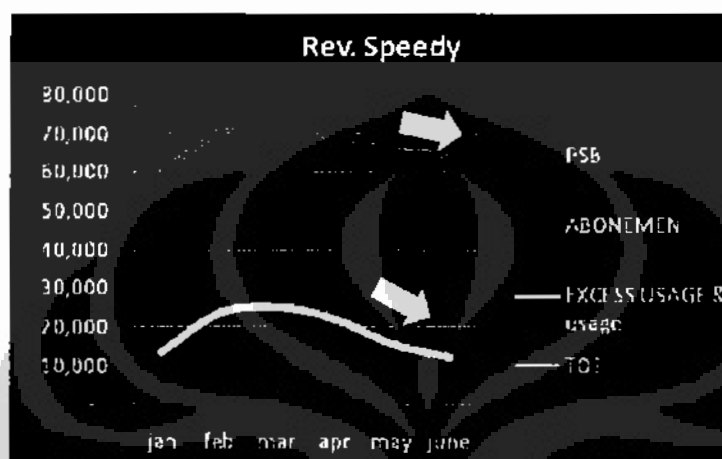 Rev. Speedy
80,000
70,000
60,000
50,000
40,000
30,000
20,000
10,000
-
PSB
ABONEMEN
EXCESS USAGE &
usage
TOT
jan feb mar apr may june